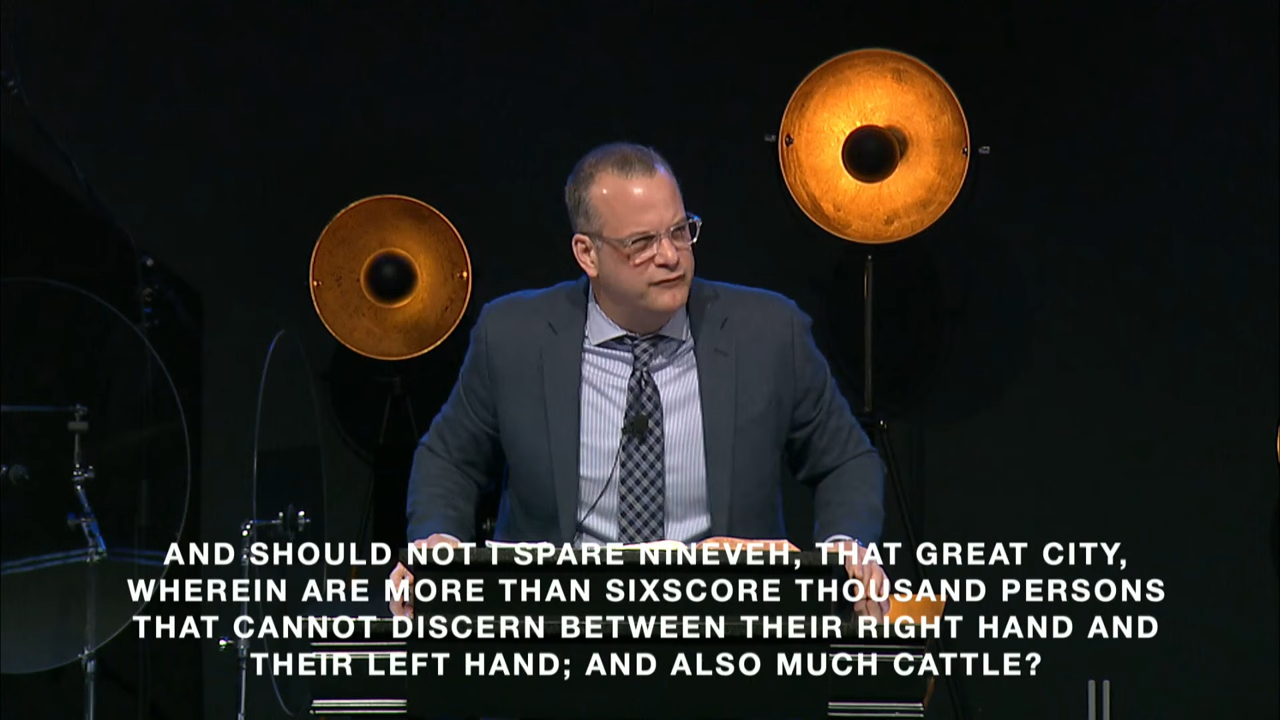 AND SHOULD NOT I SPARE NINEVEH, THAT GREAT CITY,
WHEREIN ARE MORE THAN SIXSCORE THOUSAND PERSONS
THAT CANNOT DISCERN BETWEEN THEIR RIGHT HAND AND
THEIR LEFT HAND; AND ALSO MUCH CATTLE?